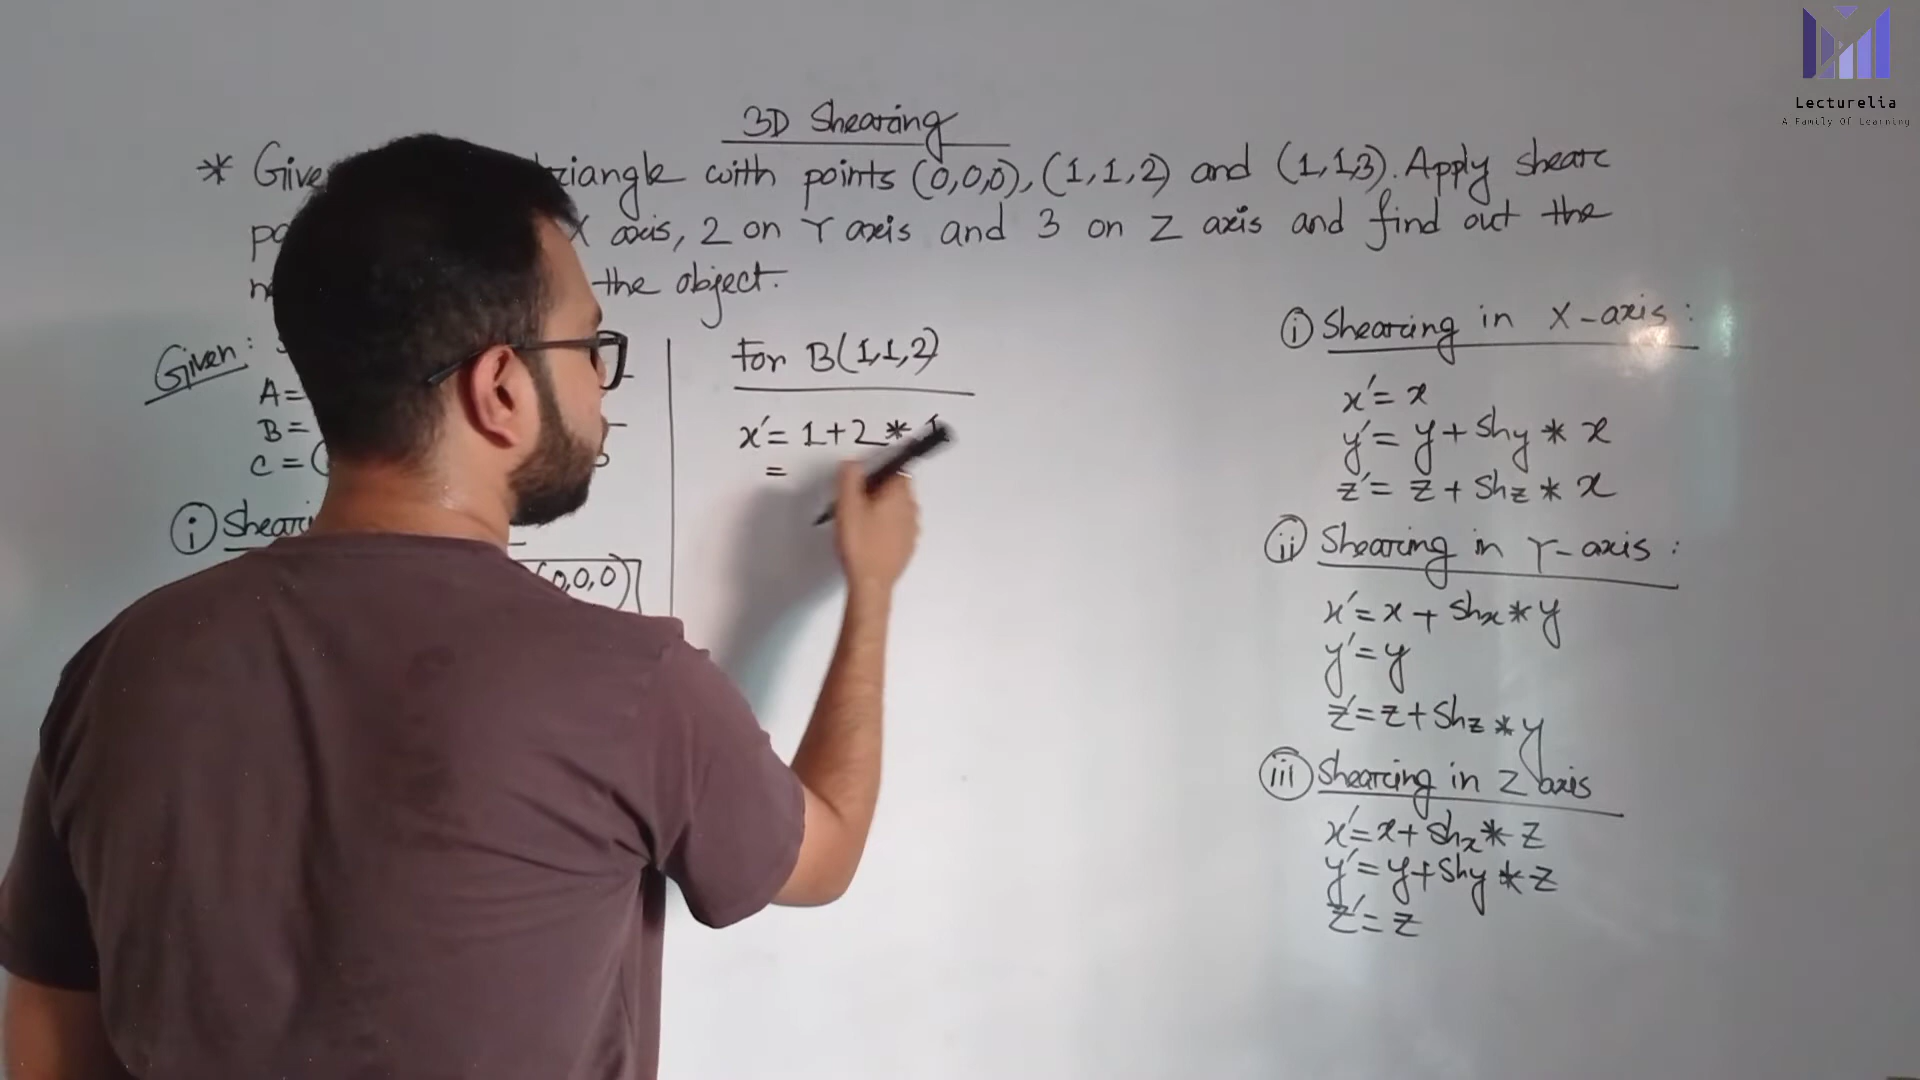 Lecturelia
A Family Of Learning
3D Shearing
* Give triangle with points (0,0,0), (1,1,2) and (1,1,3). Apply shear
X axis, 2 on Y axis and 3 on Z axis and find out the
the object.
Given:
A=
B=
C=(
i Shear
(0,0,0)
For B(1,1,2)
x'= 1+2 * 1
=
i Shearing in X-axis:
x'= x
y'= y+ Shy * x
z'= z + Shz * x
ii Shearing in Y-axis:
x'= x + Shx * y
y'= y
z'= z + Shz * y
iii Shearing in Z axis
x'= x+ Shx * z
y'= y+Shy * z
z'= z